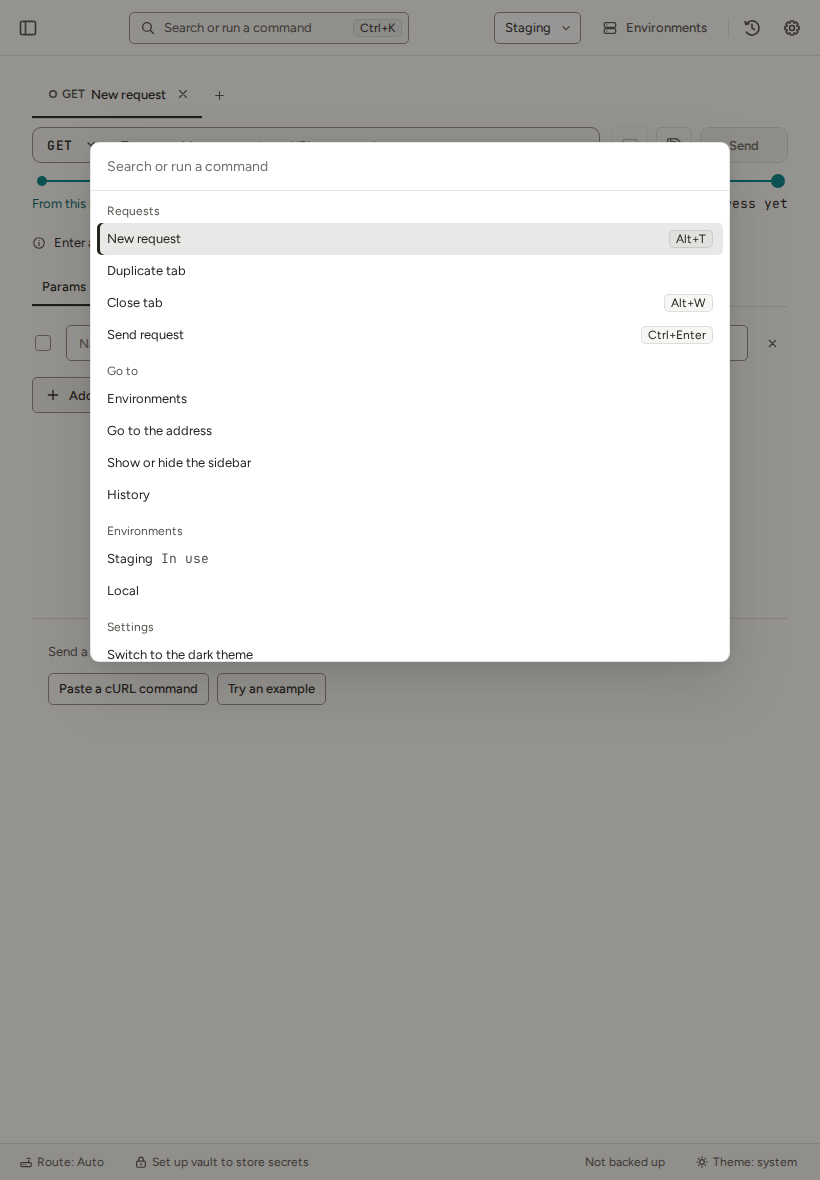 Search or run a command Ctrl+K Staging Environments
GET New request
GET Send
Search or run a command
From this
ess yet
Requests
New request Alt+T
Enter
Duplicate tab
Params
Close tab Alt+W
Send request Ctrl+Enter
Go to
Environments
Add
Go to the address
Show or hide the sidebar
History
Environments
Staging In use
Local
Settings
Switch to the dark theme
Send a
Paste a cURL command Try an example
Route: Auto Set up vault to store secrets Not backed up Theme: system